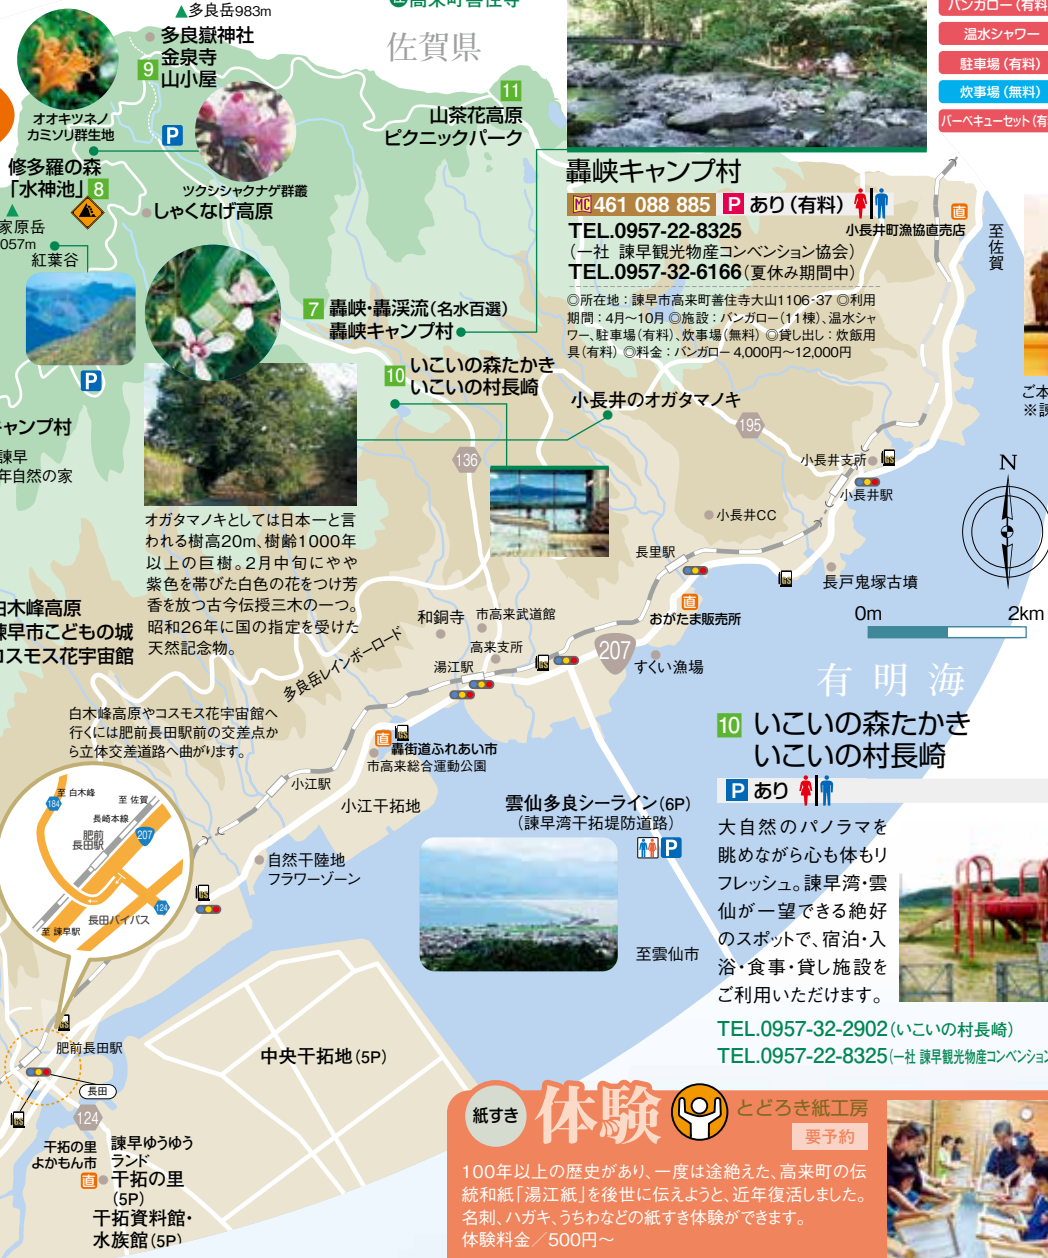 ▲多良岳983m
多良嶽神社
金泉寺
9 山小屋
佐賀県
オオキツネノ
カミソリ群生地
P
11
山茶花高原
ピクニックパーク
修多羅の森
「水神池」 8
ツクシシャクナゲ群叢
しゃくなげ高原
家原岳
057m
紅葉谷
P
7 轟峡・轟渓流(名水百選)
轟峡キャンプ村
10 いこいの森たかき
いこいの村長崎
キャンプ村
諫早
年自然の家
バンガロー(有料
温水シャワー
駐車場(有料)
炊事場(無料)
バーベキューセット(有
轟峡キャンプ村
MC 461 088 885 P あり(有料)
TEL.0957-22-8325
(一社 諫早観光物産コンベンション協会)
TEL.0957-32-6166(夏休み期間中)
◎所在地:諫早市高来町善住寺大山1106-37 ◎利用
期間:4月〜10月 ◎施設:バンガロー(11棟)、温水シャ
ワー、駐車場(有料)、炊事場(無料) ◎貸し出し:炊飯用
具(有料) ◎料金:バンガロー4,000円〜12,000円
直
小長井町漁協直売店
至佐賀
ご本
※諫
小長井のオガタマノキ
195
136
小長井支所
小長井駅
小長井CC
長里駅
長戸鬼塚古墳
N
0m 2km
オガタマノキとしては日本一と言
われる樹高20m、樹齢1000年
以上の巨樹。2月中旬にやや
紫色を帯びた白色の花をつけ芳
香を放つ古今伝授三木の一つ。
昭和26年に国の指定を受けた
天然記念物。
白木峰高原
諫早市こどもの城
コスモス花宇宙館
和銅寺
市高来武道館
高来支所
湯江駅
直
おがたま販売所
207
すくい漁場
有明海
多良岳レインボーロード
白木峰高原やコスモス花宇宙館へ
行くには肥前長田駅前の交差点か
ら立体交差道路へ曲がります。
直
轟街道ふれあい市
市高来総合運動公園
小江駅
小江干拓地
至 白木峰
184
至 佐賀
長崎本線
肥前
長田駅
207
124
長田バイパス
至 諫早駅
自然干陸地
フラワーゾーン
雲仙多良シーライン(6P)
(諫早湾干拓堤防道路)
P
至雲仙市
10 いこいの森たかき
いこいの村長崎
P あり
大自然のパノラマを
眺めながら心も体もリ
フレッシュ。諫早湾・雲
仙が一望できる絶好
のスポットで、宿泊・入
浴・食事・貸し施設を
ご利用いただけます。
TEL.0957-32-2902(いこいの村長崎)
TEL.0957-22-8325(一社 諫早観光物産コンベンション
肥前長田駅
長田
124
中央干拓地(5P)
干拓の里
よかもん市
直
諫早ゆうゆう
ランド
干拓の里
(5P)
干拓資料館・
水族館(5P)
紙すき 体験 とどろき紙工房
要予約
100年以上の歴史があり、一度は途絶えた、高来町の伝
統和紙「湯江紙」を後世に伝えようと、近年復活しました。
名刺、ハガキ、うちわなどの紙すき体験ができます。
体験料金／500円〜